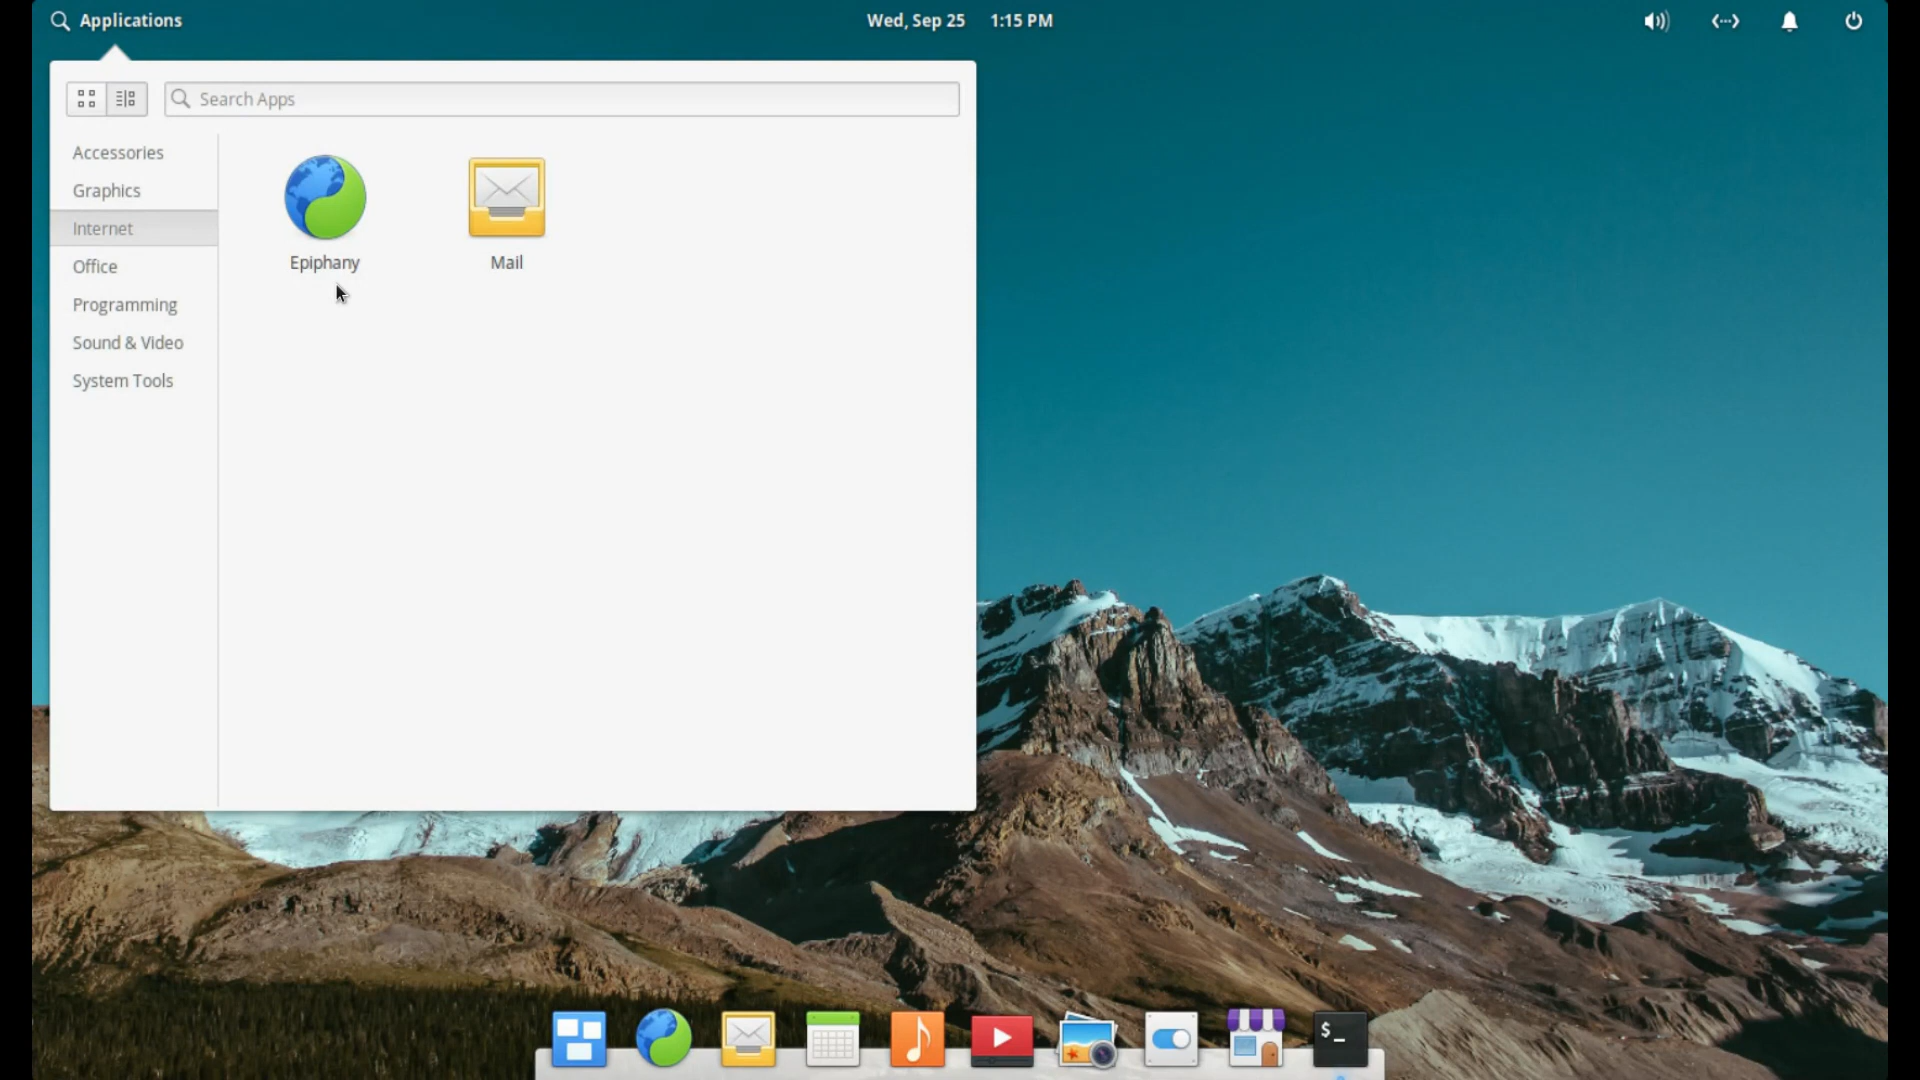 Applications
Wed, Sep 25 1:15 PM
Search Apps
Accessories
Graphics
Internet
Office
Programming
Sound & Video
System Tools
Epiphany
Mail
$_